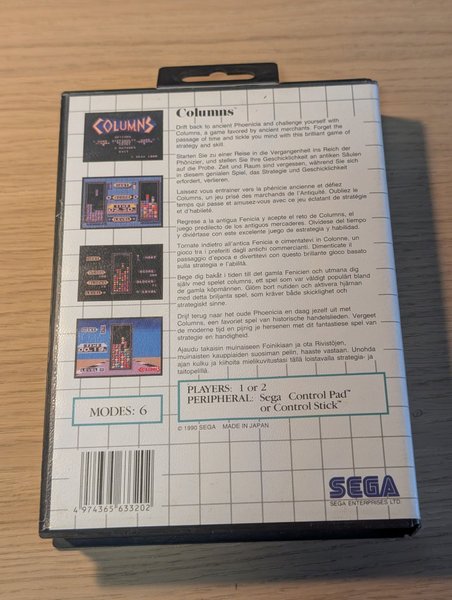 COLUMNS
Columns™
Drift back to ancient Phoenicia and challenge yourself with
Columns, a game favored by ancient merchants. Forget the
passage of time and tickle you mind with this brilliant game of
strategy and skill.
Starten Sie zu einer Reise in die Vergangenheit ins Reich der
Phönizier, und stellen Sie Ihre Geschicklichkeit an antiken Säulen
auf die Probe. Zeit und Raum sind vergessen, während Sie sich
in diesem genialen Spiel, das Strategie und Geschicklichkeit
erfordert, verlieren.
Laissez vous entrainer vers la phénicie ancienne et défiez
Columns, un jeu prisé des marchands de l'Antiquité. Oubliez le
temps qui passe et amusez-vous avec ce jeu éclatant de stratégie
et d'habileté.
Regrese a la antigua Fenicia y acepte el reto de Columns, el
juego predilecto de los antiguos mercaderes. Olvídese del tiempo
y diviértase con este excelente juego de estrategia y habilidad.
Tornate indietro all'antica Fenicia e cimentatevi in Colonne, un
gioco tra i preferiti dagli antichi commercianti. Dimenticate il
passaggio d'epoca e divertitevi con questo brillante gioco basato
sulla strategia e l'abilità.
Bege dig bakåt i tiden till det gamla Fenicien och utmana dig
själv med spelet columns, ett spel som var väldigt populärt bland
de gamla köpmännen. Glöm bort nutiden och aktivera hjärnan
med detta briljanta spel, som kräver både skicklighet och
strategiskt sinne.
Drijf terug naar het oude Phoenicia en daag jezelf uit met
Columns, een favoriet spel van historische handelslieden. Vergeet
de moderne tijd en pijnig je hersenen met dit fantastiese spel van
strategie en handigheid.
Ajaudu takaisin muinaiseen Foinikiaan ja ota Rivistöjen,
muinaisten kauppiaiden suosiman pelin, haaste vastaan. Unohda
ajan kulku ja kiihoita mielikuvitustasi tällä loistavalla strategia- ja
taitopelillä.
MODES: 6
PLAYERS: 1 or 2
PERIPHERAL: Sega Control Pad™
or Control Stick™
© 1990 SEGA MADE IN JAPAN
4 974365 633202
SEGA
SEGA ENTERPRISES LTD.